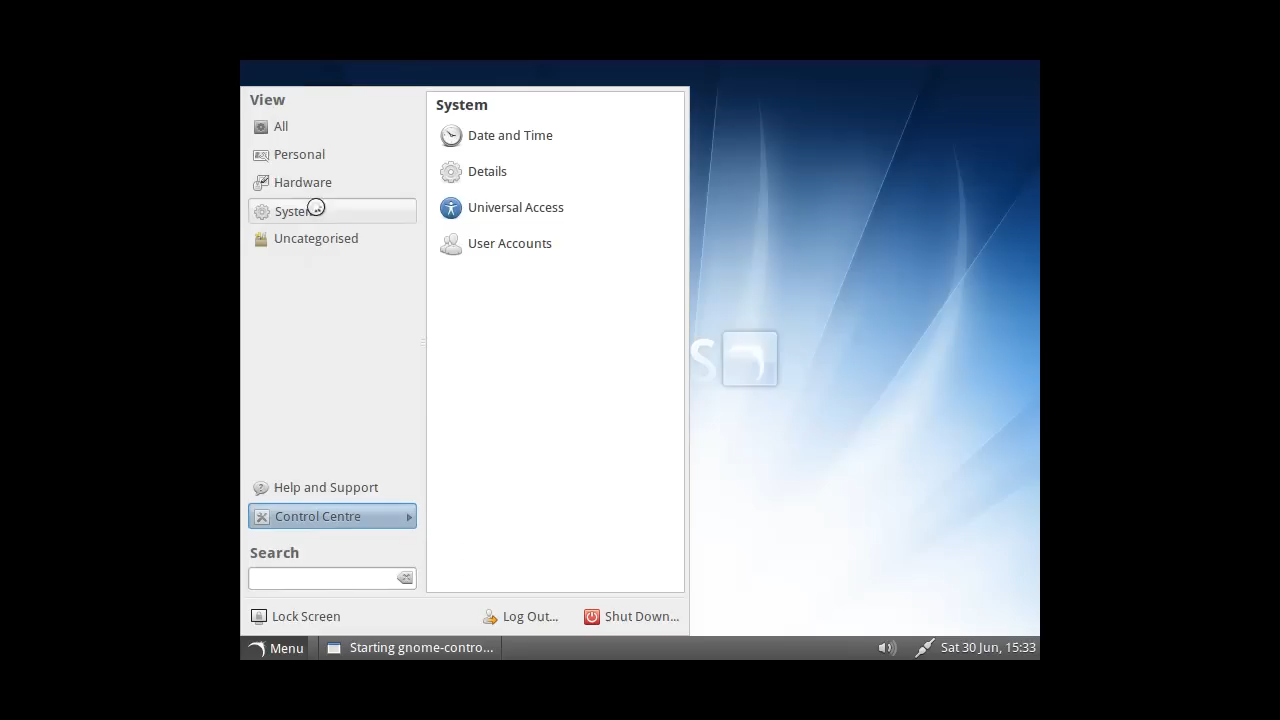 View
All
Personal
Hardware
System
Uncategorised
Help and Support
Control Centre
Search
System
Date and Time
Details
Universal Access
User Accounts
S
Lock Screen
Log Out...
Shut Down...
Menu
Starting gnome-contro...
Sat 30 Jun, 15:33